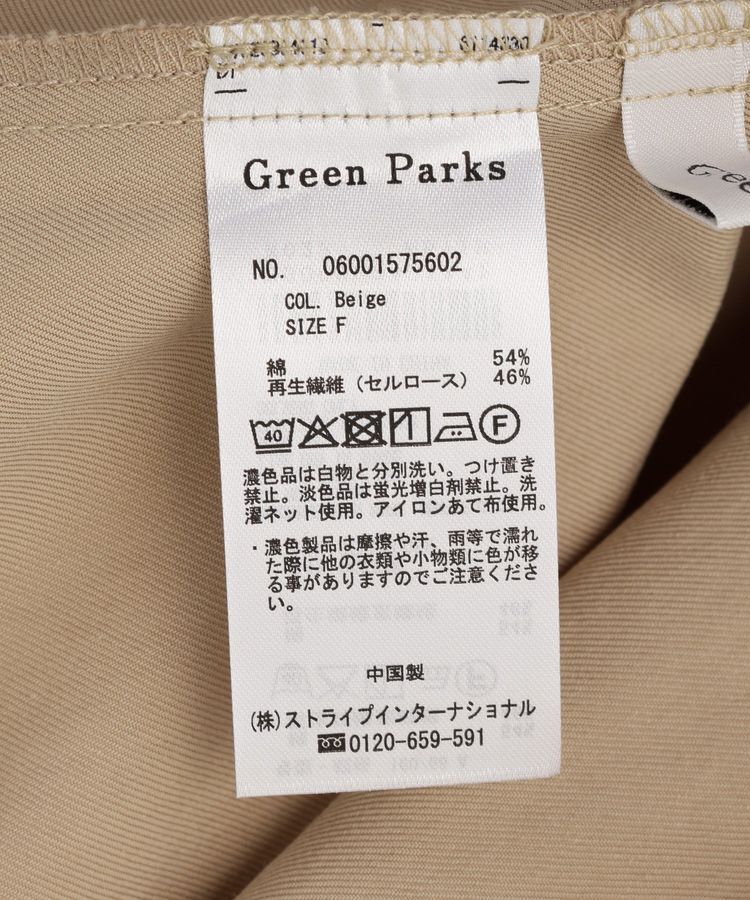 Green Parks
NO. 06001575602
COL. Beige
SIZE F
綿 54%
再生繊維（セルロース） 46%
40
F
濃色品は白物と分別洗い。つけ置き
禁止。淡色品は蛍光増白剤禁止。洗
濯ネット使用。アイロンあて布使用。
・濃色製品は摩擦や汗、雨等で濡れ
た際に他の衣類や小物類に色が移
る事がありますのでご注意くださ
い。
中国製
(株)ストライプインターナショナル
0120-659-591